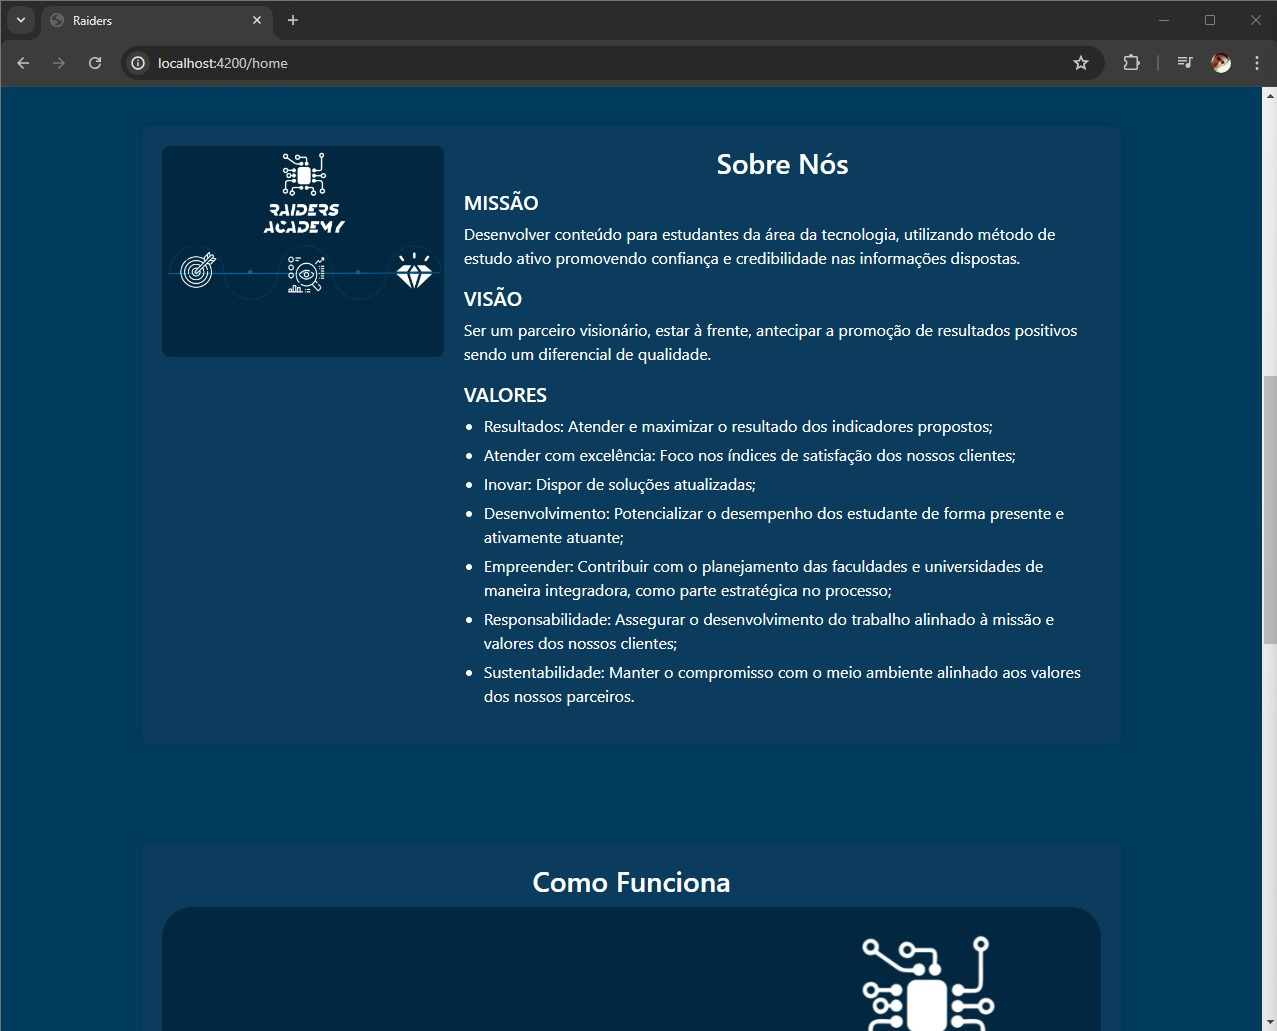 Raiders
localhost:4200/home
RAIDERS
ACADEMY
Sobre Nós
MISSÃO
Desenvolver conteúdo para estudantes da área da tecnologia, utilizando método de
estudo ativo promovendo confiança e credibilidade nas informações dispostas.
VISÃO
Ser um parceiro visionário, estar à frente, antecipar a promoção de resultados positivos
sendo um diferencial de qualidade.
VALORES
• Resultados: Atender e maximizar o resultado dos indicadores propostos;
• Atender com excelência: Foco nos índices de satisfação dos nossos clientes;
• Inovar: Dispor de soluções atualizadas;
• Desenvolvimento: Potencializar o desempenho dos estudante de forma presente e
ativamente atuante;
• Empreender: Contribuir com o planejamento das faculdades e universidades de
maneira integradora, como parte estratégica no processo;
• Responsabilidade: Assegurar o desenvolvimento do trabalho alinhado à missão e
valores dos nossos clientes;
• Sustentabilidade: Manter o compromisso com o meio ambiente alinhado aos valores
dos nossos parceiros.
Como Funciona